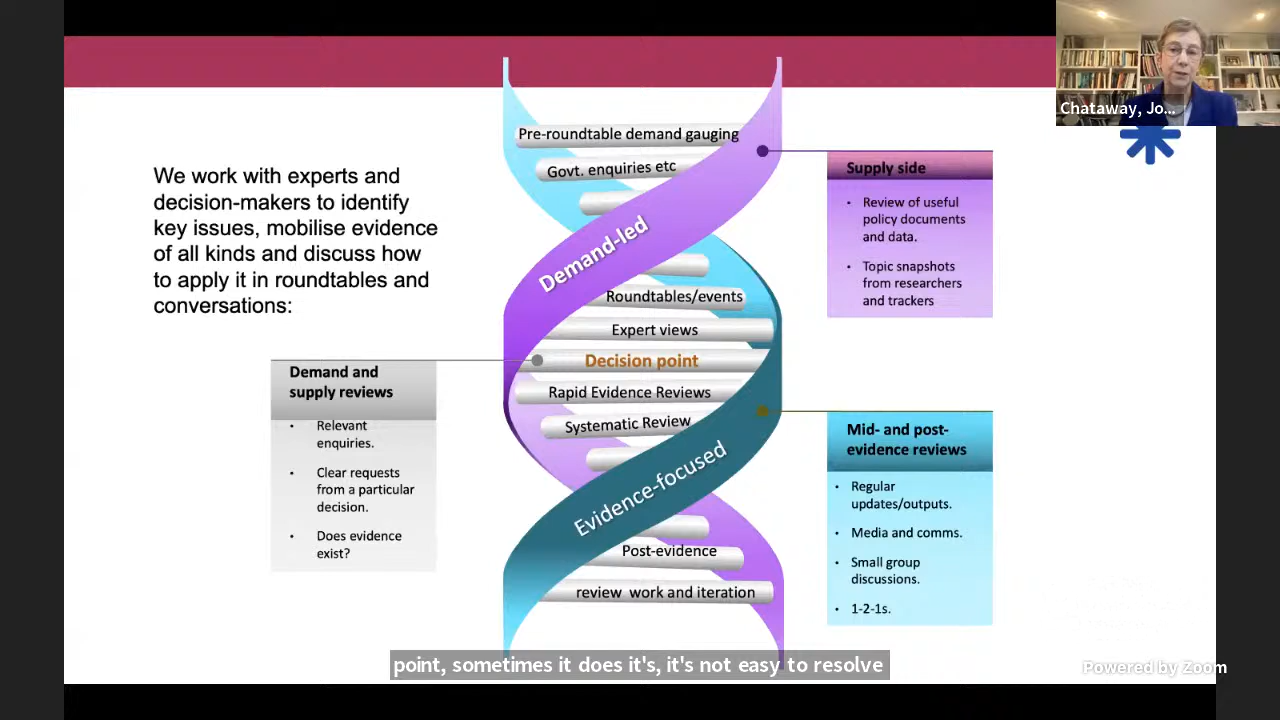 Chataway, Jo...
We work with experts and
decision-makers to identify
key issues, mobilise evidence
of all kinds and discuss how
to apply it in roundtables and
conversations:
Pre-roundtable demand gauging
Govt. enquiries etc
Demand-led
Roundtables/events
Expert views
Decision point
Rapid Evidence Reviews
Systematic Review
Evidence-focused
Post-evidence
review work and iteration
Supply side
• Review of useful
policy documents
and data.
• Topic snapshots
from researchers
and trackers
Demand and
supply reviews
• Relevant
enquiries.
• Clear requests
from a particular
decision.
• Does evidence
exist?
Mid- and post-
evidence reviews
• Regular
updates/outputs.
• Media and comms.
• Small group
discussions.
• 1-2-1s.
point, sometimes it does it's, it's not easy to resolve
Powered by Zoom